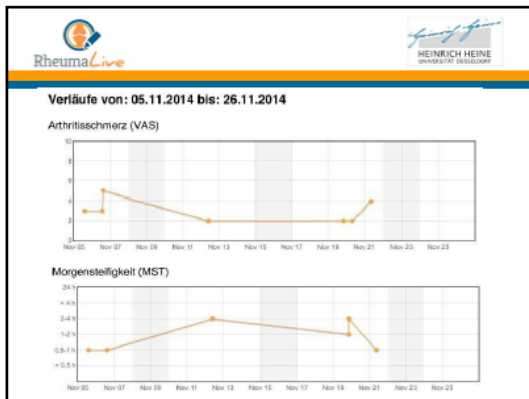 RheumaLive
HEINRICH HEINE
UNIVERSITÄT DÜSSELDORF
Verläufe von: 05.11.2014 bis: 26.11.2014
Arthritisschmerz (VAS)
10
8
6
4
2
0
Nov 05 Nov 07 Nov 09 Nov 11 Nov 13 Nov 15 Nov 17 Nov 19 Nov 21 Nov 23 Nov 25
Morgensteifigkeit (MST)
24 h
> 4 h
2-4 h
1-2 h
0,5-1 h
< 0,5 h
Nov 05 Nov 07 Nov 09 Nov 11 Nov 13 Nov 15 Nov 17 Nov 19 Nov 21 Nov 23